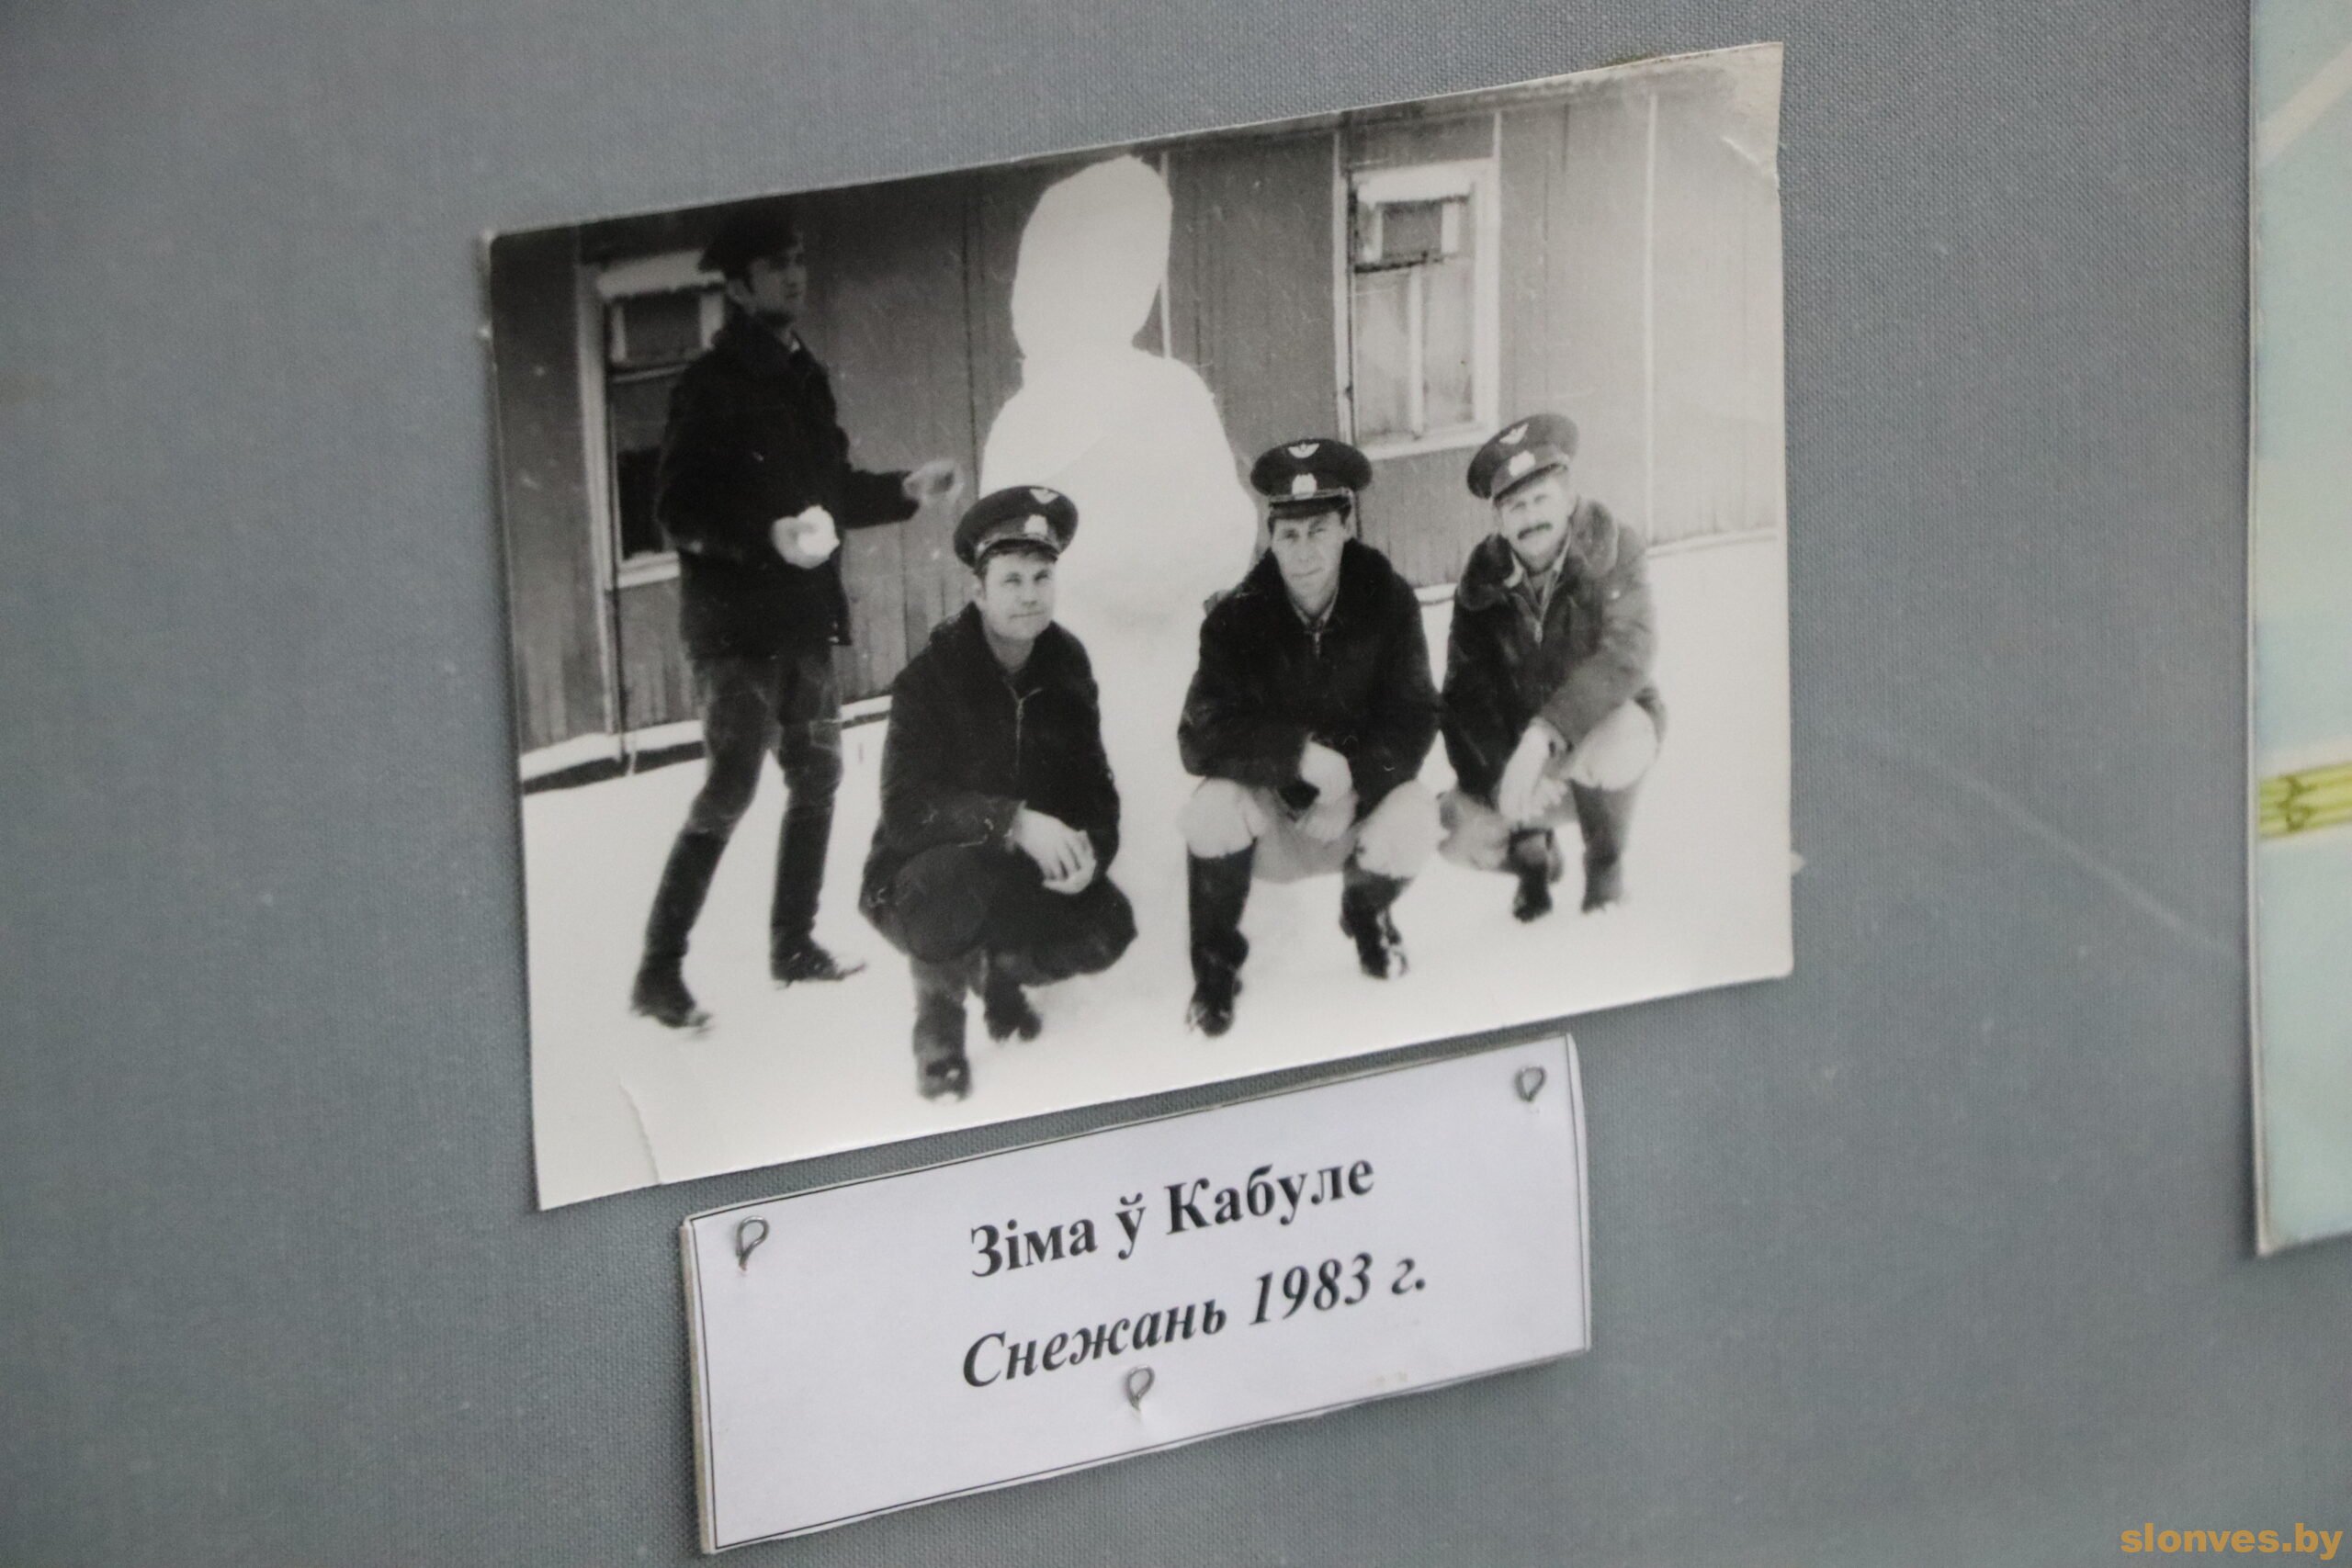 Зіма ў Кабуле
Снежань 1983 г.
slonves.by